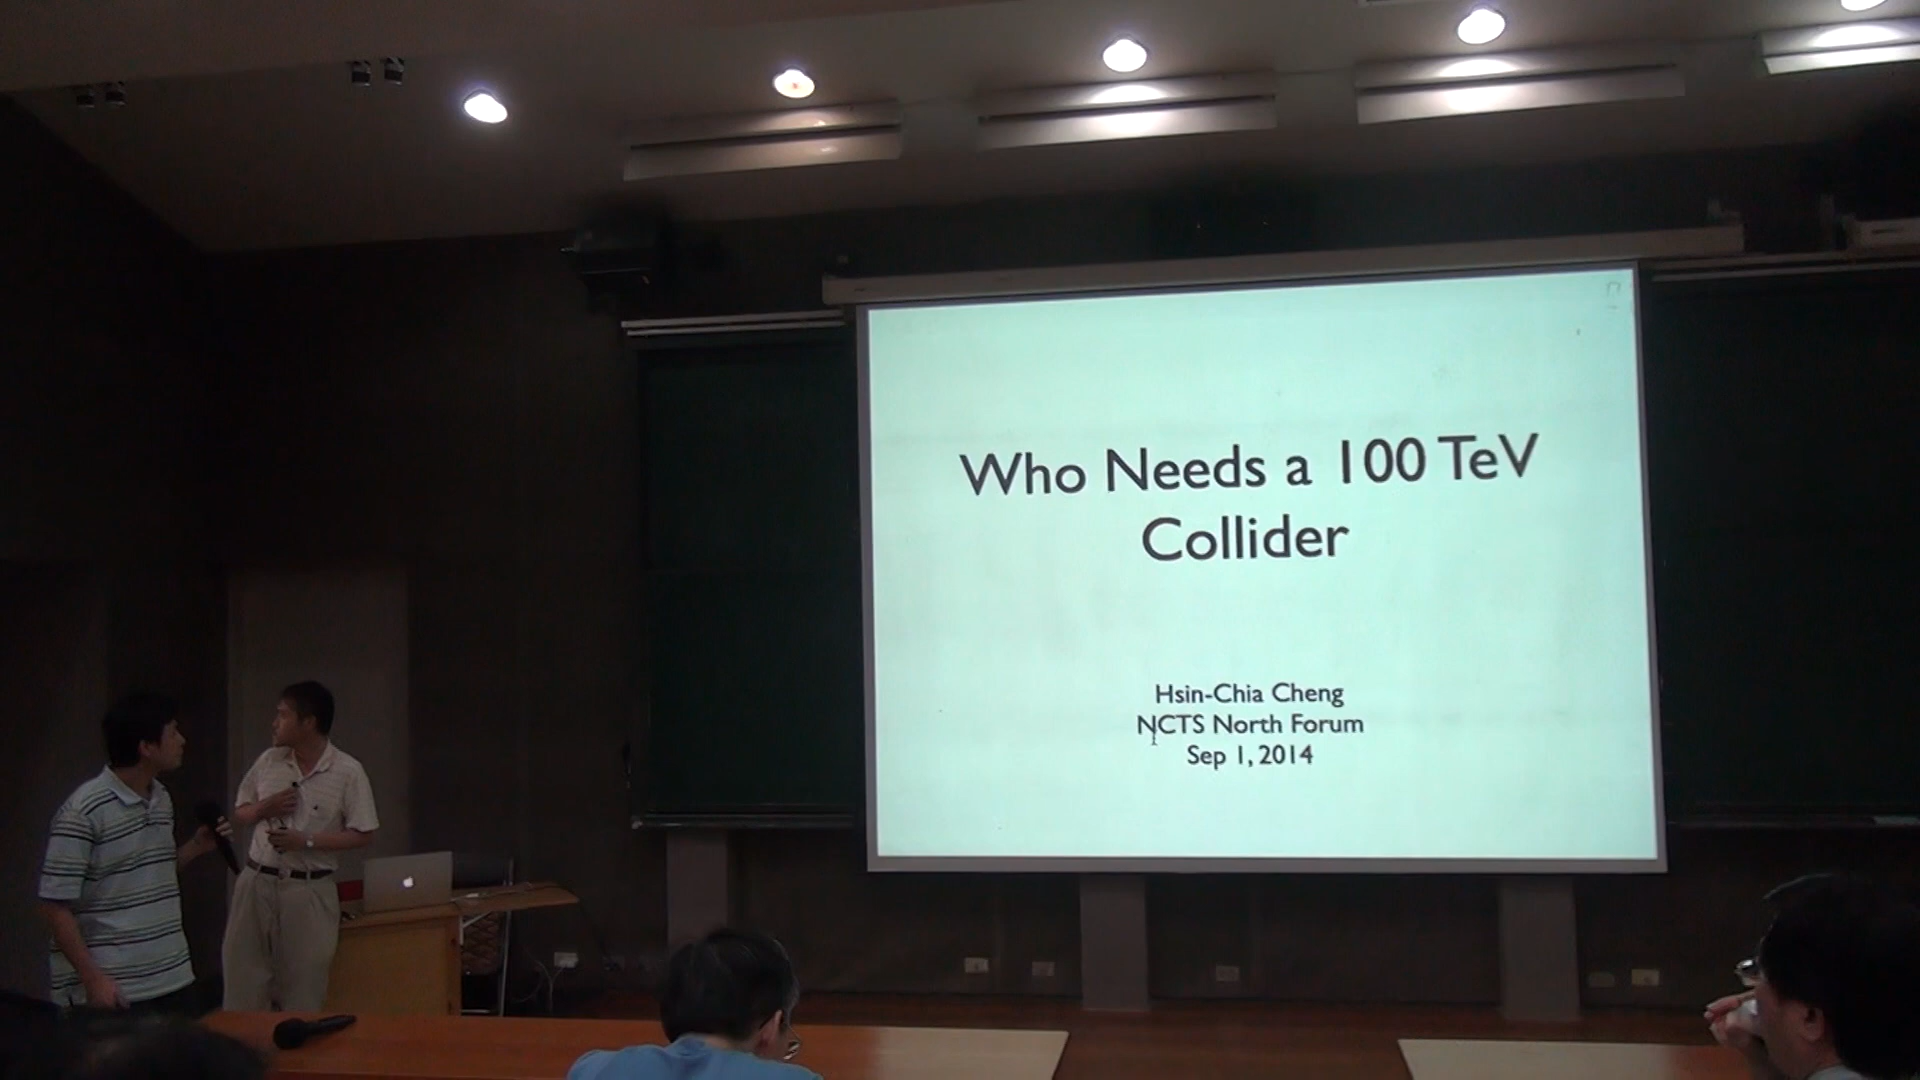 Who Needs a 100 TeV
Collider
Hsin-Chia Cheng
NCTS North Forum
Sep 1, 2014